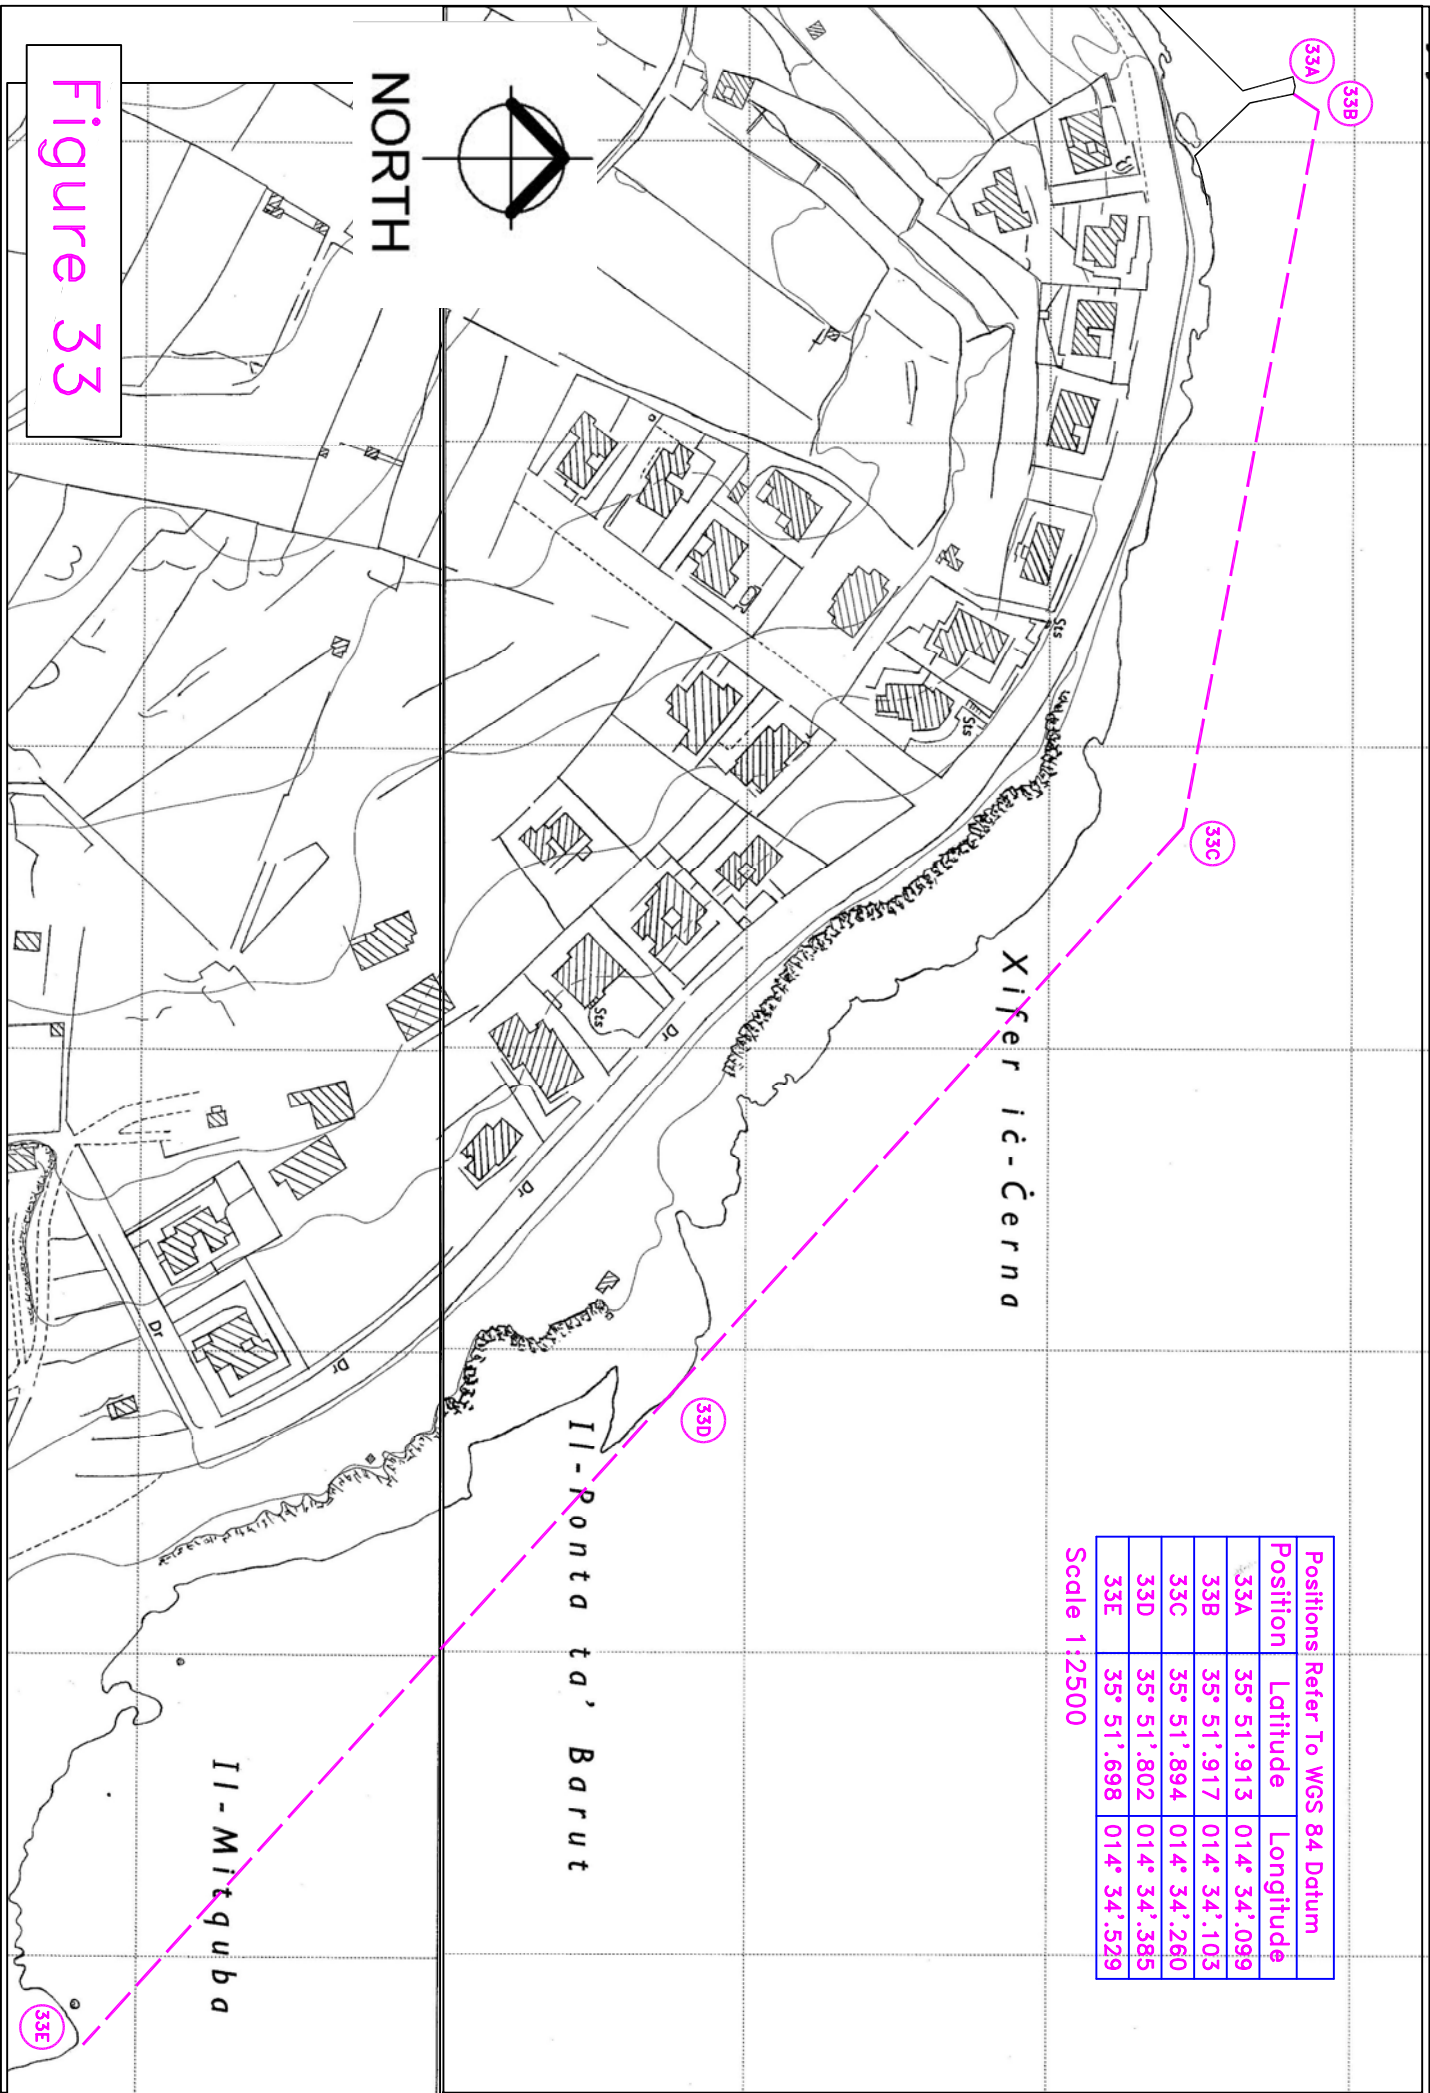 33A
33B
33C
Xifer iċ-Ċerna
33D
Il-Ponta ta' Barut
Il-Mitquba
33E
Sts
Sts
Sts
Dr
Dr
Dr
Dr
Positions Refer To WGS 84 Datum
Position Latitude Longitude
33A 35° 51'.913 014° 34'.099
33B 35° 51'.917 014° 34'.103
33C 35° 51'.894 014° 34'.260
33D 35° 51'.802 014° 34'.385
33E 35° 51'.698 014° 34'.529
Scale 1:2500
NORTH
Figure 33